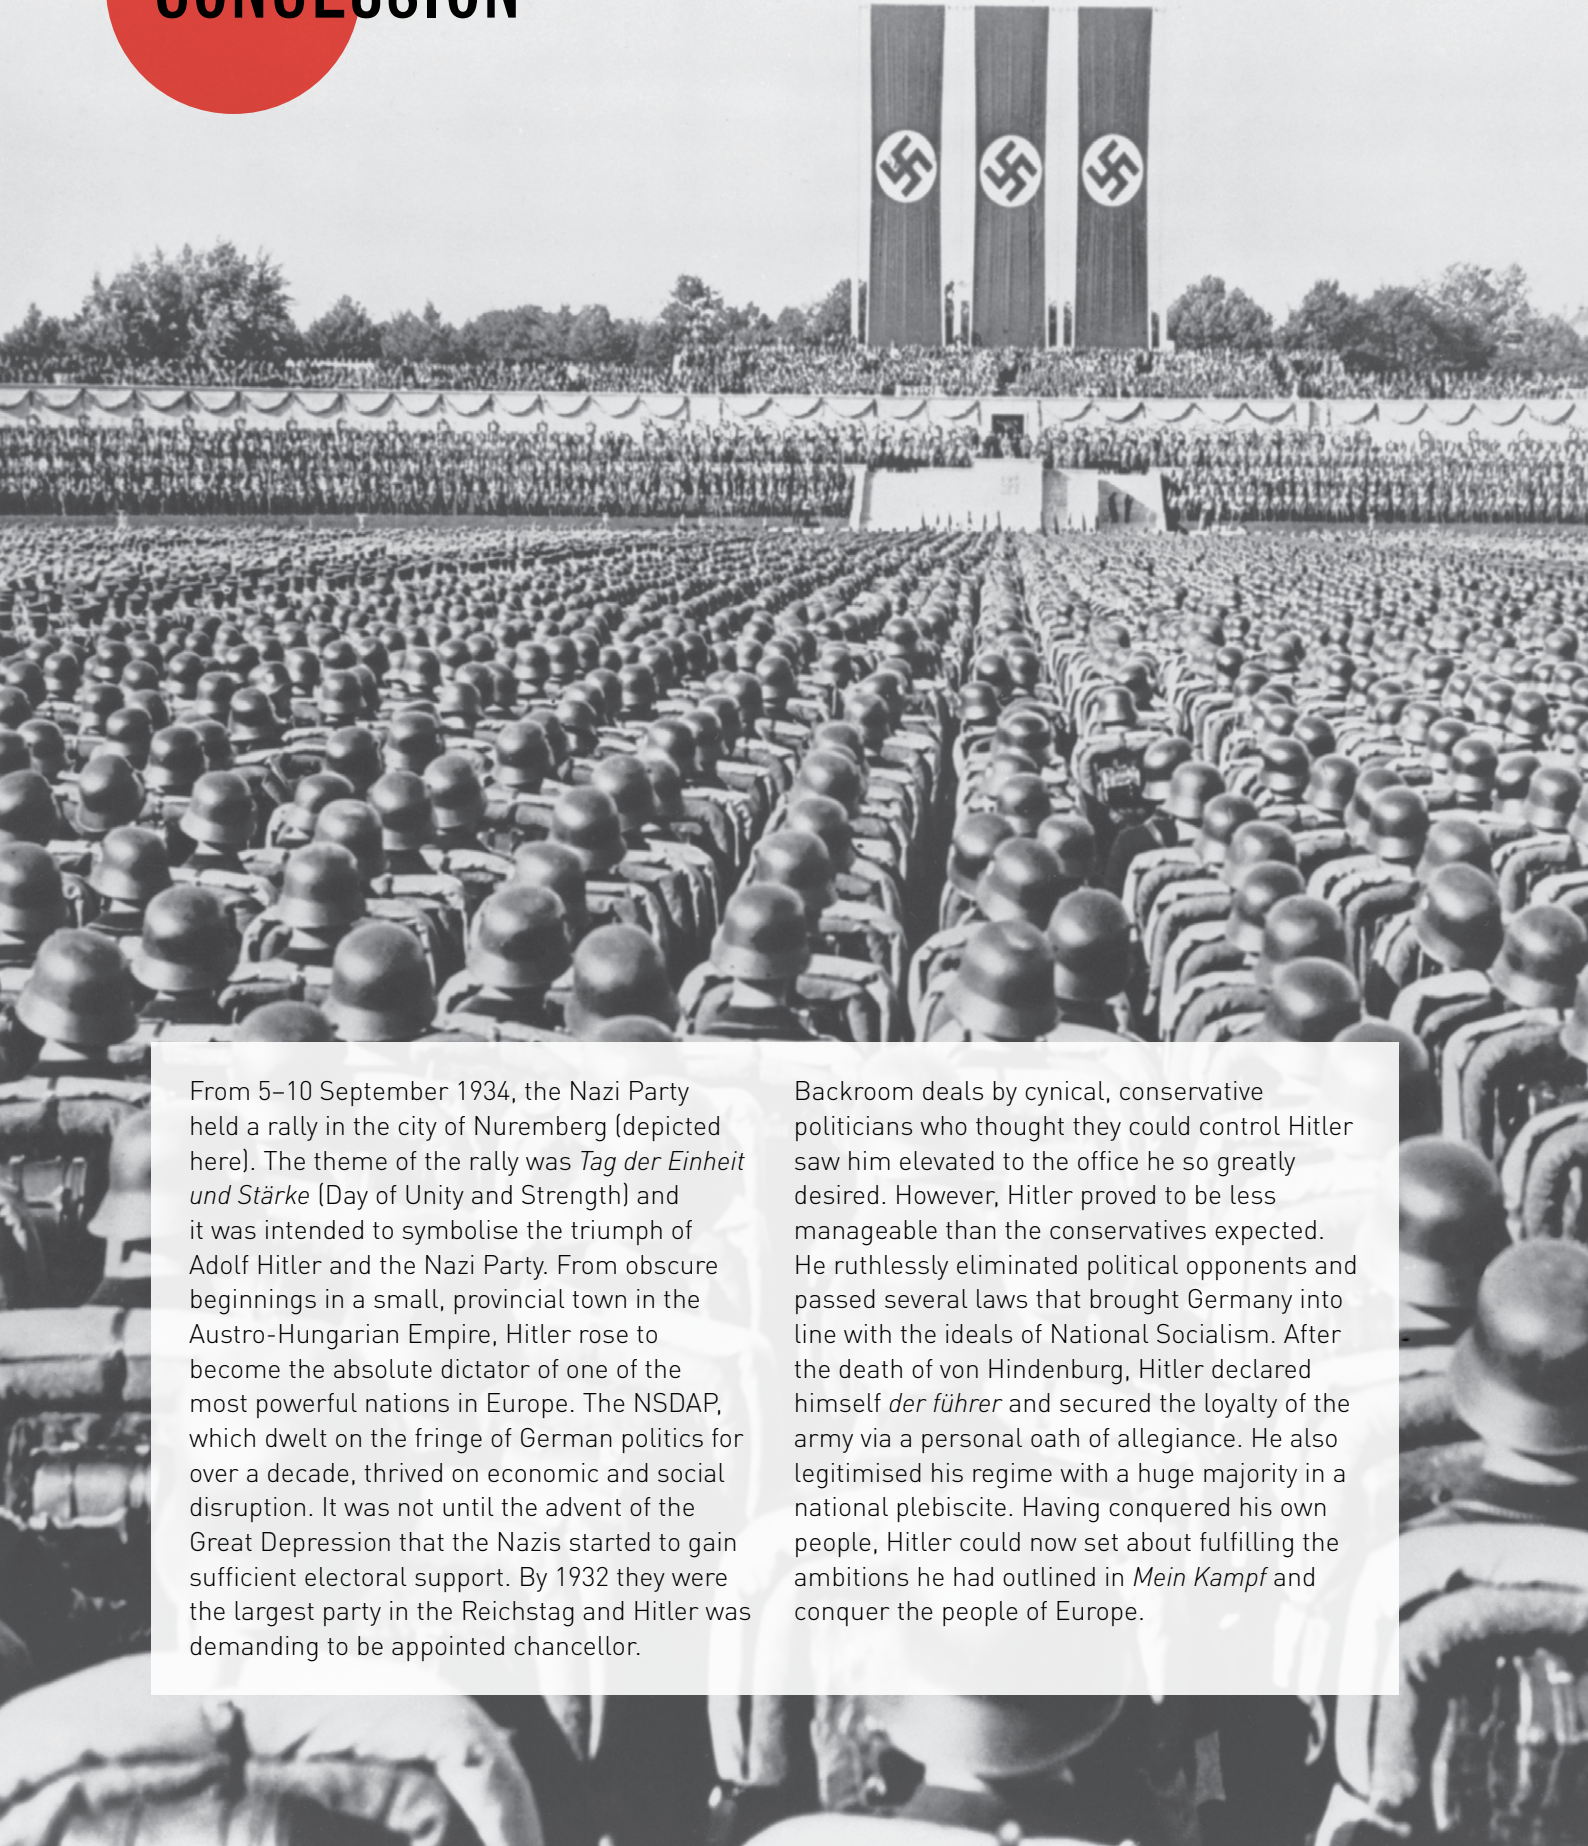 CONCLUSION
From 5–10 September 1934, the Nazi Party
held a rally in the city of Nuremberg (depicted
here). The theme of the rally was Tag der Einheit
und Stärke (Day of Unity and Strength) and
it was intended to symbolise the triumph of
Adolf Hitler and the Nazi Party. From obscure
beginnings in a small, provincial town in the
Austro-Hungarian Empire, Hitler rose to
become the absolute dictator of one of the
most powerful nations in Europe. The NSDAP,
which dwelt on the fringe of German politics for
over a decade, thrived on economic and social
disruption. It was not until the advent of the
Great Depression that the Nazis started to gain
sufficient electoral support. By 1932 they were
the largest party in the Reichstag and Hitler was
demanding to be appointed chancellor.
Backroom deals by cynical, conservative
politicians who thought they could control Hitler
saw him elevated to the office he so greatly
desired. However, Hitler proved to be less
manageable than the conservatives expected.
He ruthlessly eliminated political opponents and
passed several laws that brought Germany into
line with the ideals of National Socialism. After
the death of von Hindenburg, Hitler declared
himself der führer and secured the loyalty of the
army via a personal oath of allegiance. He also
legitimised his regime with a huge majority in a
national plebiscite. Having conquered his own
people, Hitler could now set about fulfilling the
ambitions he had outlined in Mein Kampf and
conquer the people of Europe.